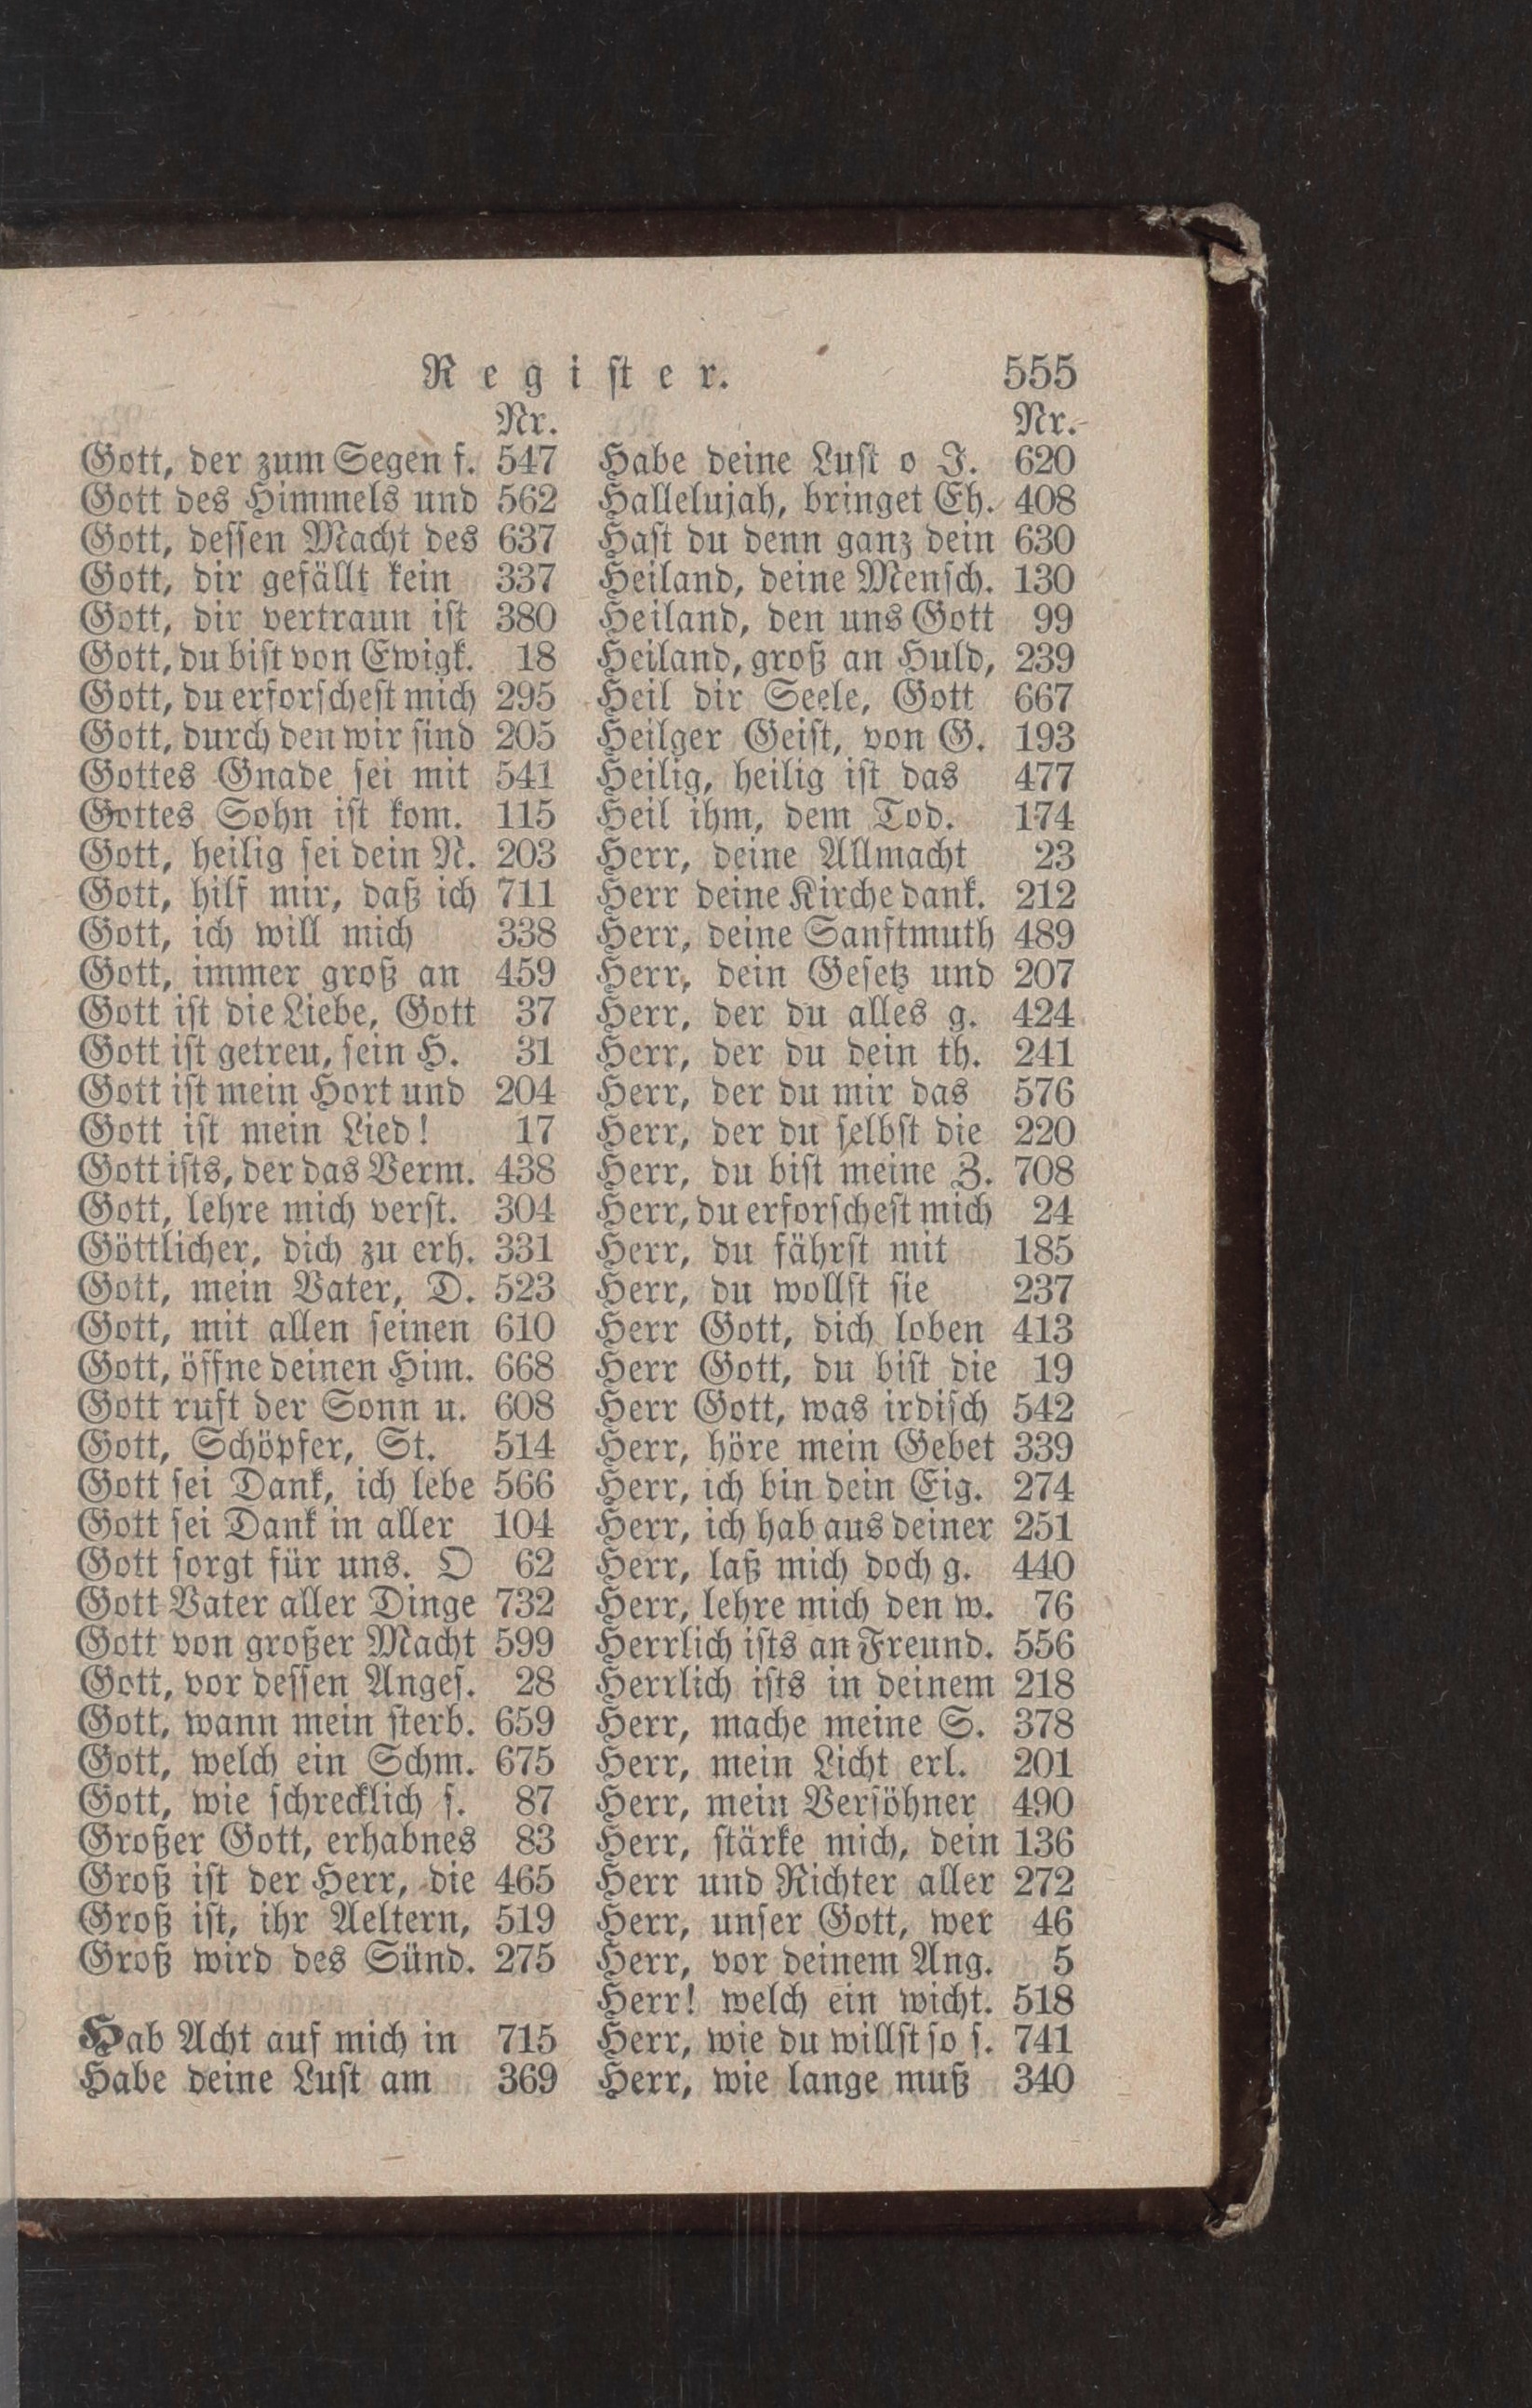 Register. 555
Nr.
Gott, der zum Segen f. 547
Gott des Himmels und 562
Gott, dessen Macht des 637
Gott, dir gefällt kein 337
Gott, dir vertraun ist 380
Gott, du bist von Ewigk. 18
Gott, du erforschest mich 295
Gott, durch den wir sind 205
Gottes Gnade sei mit 541
Gottes Sohn ist kom. 115
Gott, heilig sei dein N. 203
Gott, hilf mir, daß ich 711
Gott, ich will mich 338
Gott, immer groß an 459
Gott ist die Liebe, Gott 37
Gott ist getreu, sein H. 31
Gott ist mein Hort und 204
Gott ist mein Lied! 17
Gott ists, der das Verm. 438
Gott, lehre mich verst. 304
Göttlicher, dich zu erh. 331
Gott, mein Vater, D. 523
Gott, mit allen seinen 610
Gott, öffne deinen Him. 668
Gott ruft der Sonn u. 608
Gott, Schöpfer, St. 514
Gott sei Dank, ich lebe 566
Gott sei Dank in aller 104
Gott sorgt für uns. O 62
Gott Vater aller Dinge 732
Gott von großer Macht 599
Gott, vor dessen Anges. 28
Gott, wann mein sterb. 659
Gott, welch ein Schm. 675
Gott, wie schrecklich s. 87
Großer Gott, erhabnes 83
Groß ist der Herr, die 465
Groß ist, ihr Aeltern, 519
Groß wird des Sünd. 275
Hab Acht auf mich in 715
Habe deine Lust am 369
Nr.
Habe deine Lust o J. 620
Hallelujah, bringet Eh. 408
Hast du denn ganz dein 630
Heiland, deine Mensch. 130
Heiland, den uns Gott 99
Heiland, groß an Huld, 239
Heil dir Seele, Gott 667
Heilger Geist, von G. 193
Heilig, heilig ist das 477
Heil ihm, dem Tod. 174
Herr, deine Allmacht 23
Herr deine Kirche dank. 212
Herr, deine Sanftmuth 489
Herr, dein Gesetz und 207
Herr, der du alles g. 424
Herr, der du dein th. 241
Herr, der du mir das 576
Herr, der du selbst die 220
Herr, du bist meine Z. 708
Herr, du erforschest mich 24
Herr, du fährst mit 185
Herr, du wollst sie 237
Herr Gott, dich loben 413
Herr Gott, du bist die 19
Herr Gott, was irdisch 542
Herr, höre mein Gebet 339
Herr, ich bin dein Eig. 274
Herr, ich hab aus deiner 251
Herr, laß mich doch g. 440
Herr, lehre mich den w. 76
Herrlich ists an Freund. 556
Herrlich ists in deinem 218
Herr, mache meine S. 378
Herr, mein Licht erl. 201
Herr, mein Versöhner 490
Herr, stärke mich, dein 136
Herr und Richter aller 272
Herr, unser Gott, wer 46
Herr, vor deinem Ang. 5
Herr! welch ein wicht. 518
Herr, wie du willst so s. 741
Herr, wie lange muß 340